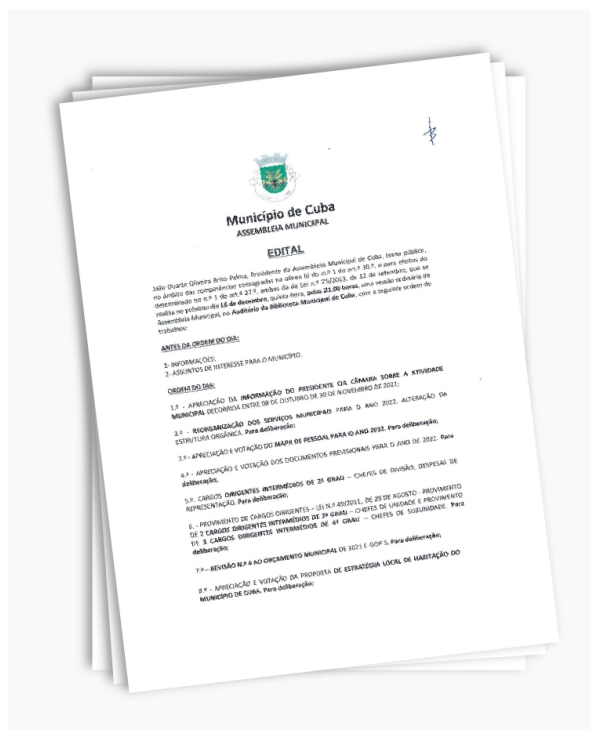 Município de Cuba
ASSEMBLEIA MUNICIPAL
EDITAL
João Duarte Oliveira Brito Palma, Presidente da Assembleia Municipal de Cuba, torna público,
no âmbito das competências consagradas na alínea b) do n.º 1 do art.º 30.º, e para efeitos do
determinado no n.º 1 do art.º 27.º, ambos da da Lei n.º 75/2013, de 12 de setembro, que se
realiza no próximo dia 16 de dezembro, quinta-feira, pelas 21:00 horas, uma sessão ordinária da
Assembleia Municipal, no Auditório da Biblioteca Municipal de Cuba, com a seguinte ordem de
trabalhos:
ANTES DA ORDEM DO DIA:
1- INFORMAÇÕES;
2- ASSUNTOS DE INTERESSE PARA O MUNICÍPIO.
ORDEM DO DIA:
1.º - APRECIAÇÃO DA INFORMAÇÃO DO PRESIDENTE DA CÂMARA SOBRE A ATIVIDADE
MUNICIPAL DECORRIDA ENTRE 08 DE OUTUBRO DE 30 DE NOVEMBRO DE 2021;
2.º - REORGANIZAÇÃO DOS SERVIÇOS MUNICIPAIS PARA O ANO 2022. ALTERAÇÃO DA
ESTRUTURA ORGÂNICA. Para deliberação;
3.º - APRECIAÇÃO E VOTAÇÃO DO MAPA DE PESSOAL PARA O ANO 2022. Para deliberação;
4.º - APRECIAÇÃO E VOTAÇÃO DOS DOCUMENTOS PREVISIONAIS PARA O ANO DE 2022. Para
deliberação;
5.º. CARGOS DIRIGENTES INTERMÉDIOS DE 2º GRAU – CHEFES DE DIVISÃO, DESPESAS DE
REPRESENTAÇÃO. Para deliberação;
6. - PROVIMENTO DE CARGOS DIRIGENTES – LEI N.º 49/2011, DE 29 DE AGOSTO - PROVIMENTO
DE 2 CARGOS DIRIGENTES INTERMÉDIOS DE 3º GRAU – CHEFES DE UNIDADE E PROVIMENTO
DE 3 CARGOS DIRIGENTES INTERMÉDIOS DE 4º GRAU – CHEFES DE SUBUNIDADE. Para
deliberação;
7.º – REVISÃO N.º 4 AO ORÇAMENTO MUNICIPAL DE 2021 E GOP'S, Para deliberação;
8.º - APRECIAÇÃO E VOTAÇÃO DA PROPOSTA DE ESTRATÉGIA LOCAL DE HABITAÇÃO DO
MUNICÍPIO DE CUBA. Para deliberação;